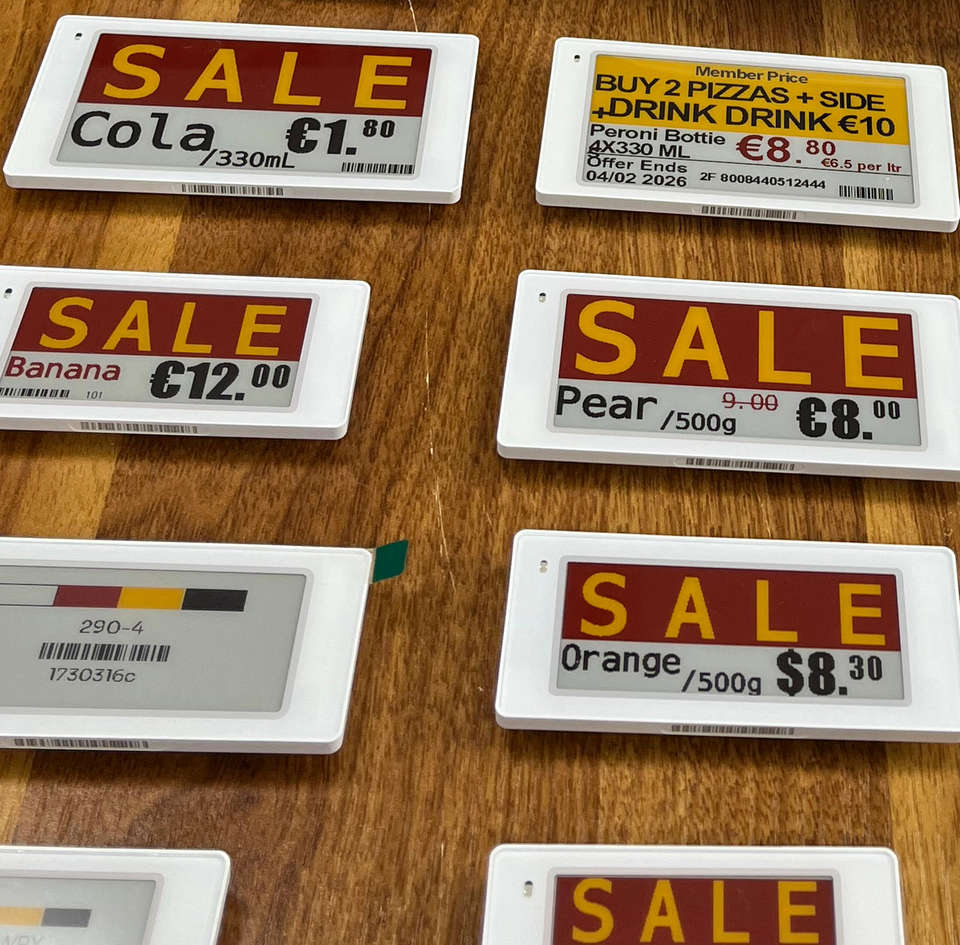 SALE
Cola /330mL €1.80
Member Price
BUY 2 PIZZAS + SIDE
+DRINK DRINK €10
Peroni Bottie
4X330 ML
€8.80
€6.5 per ltr
Offer Ends
04/02 2026
2F 8008440512444
SALE
Banana €12.00
101
SALE
Pear /500g 9.00 €8.00
290-4
1730316c
SALE
Orange /500g $8.30
SALE